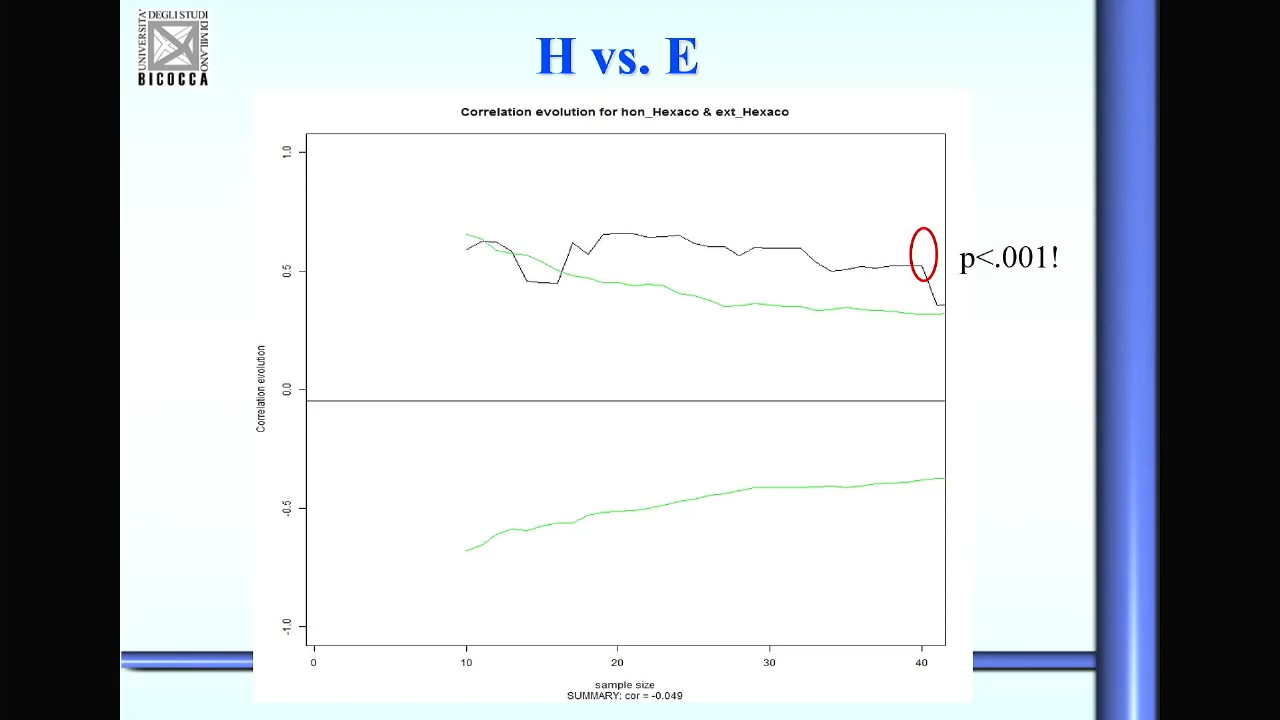 UNIVERSITA'
DEGLI STUDI
DI MILANO
BICOCCA
H vs. E
Correlation evolution for hon_Hexaco & ext_Hexaco
Correlation evolution
1.0
0.5
0.0
-0.5
-1.0
p<.001!
0 10 20 30 40
sample size
SUMMARY: cor = -0.049